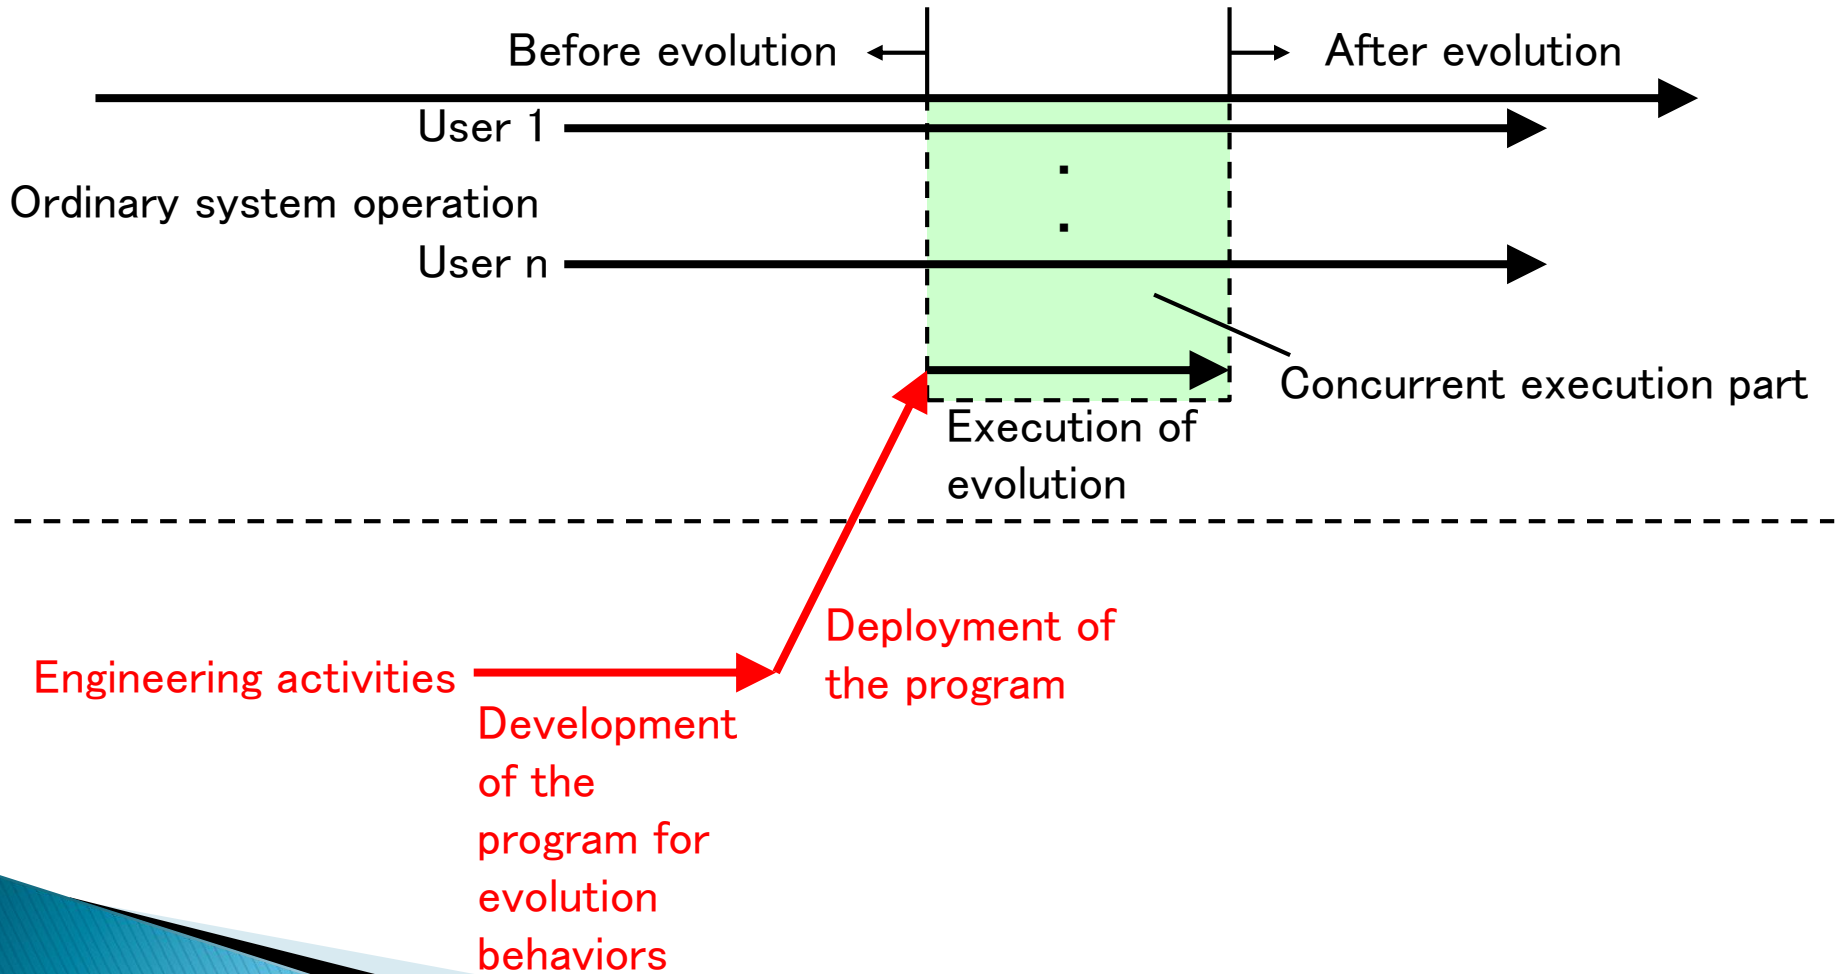 Before evolution
After evolution
User 1
Ordinary system operation
User n
Concurrent execution part
Execution of
evolution
Deployment of
the program
Engineering activities
Development
of the
program for
evolution
behaviors